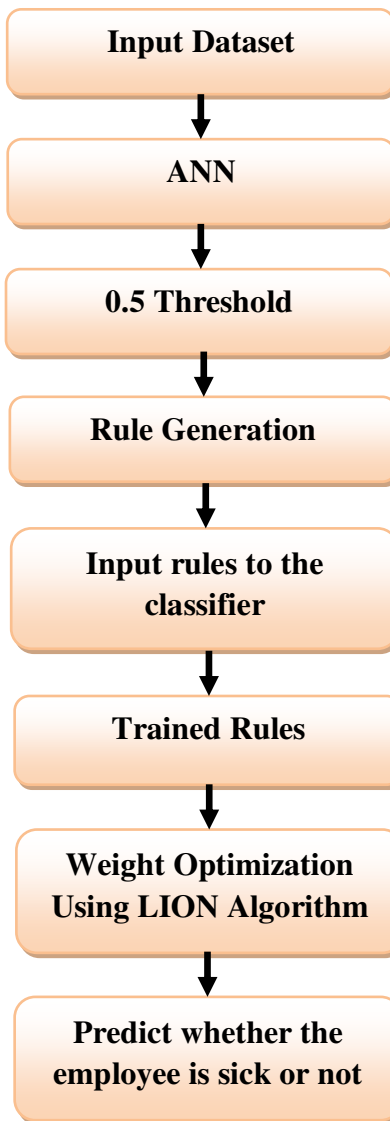 Input Dataset
ANN
0.5 Threshold
Rule Generation
Input rules to the
classifier
Trained Rules
Weight Optimization
Using LION Algorithm
Predict whether the
employee is sick or not